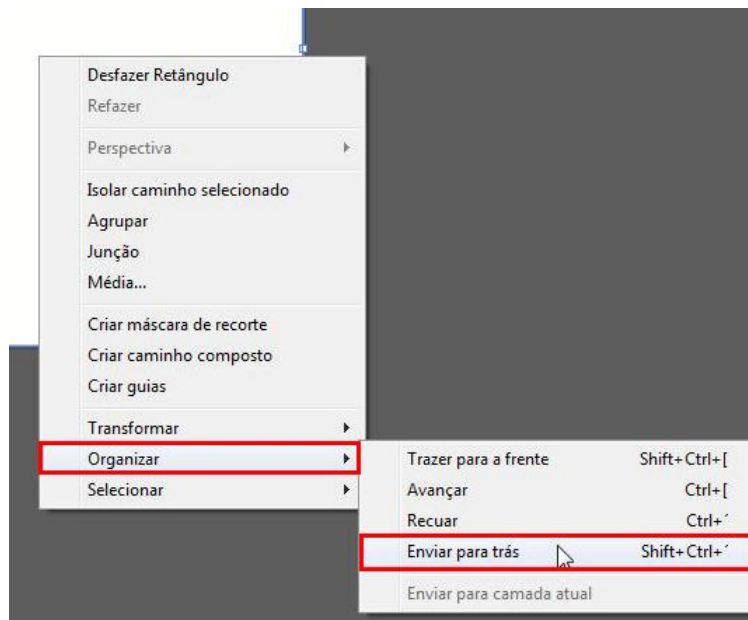 Desfazer Retângulo
Refazer
Perspectiva
Isolar caminho selecionado
Agrupar
Junção
Média...
Criar máscara de recorte
Criar caminho composto
Criar guias
Transformar
Organizar
Selecionar
Trazer para a frente Shift+Ctrl+[
Avançar Ctrl+[
Recuar Ctrl+´
Enviar para trás Shift+Ctrl+´
Enviar para camada atual